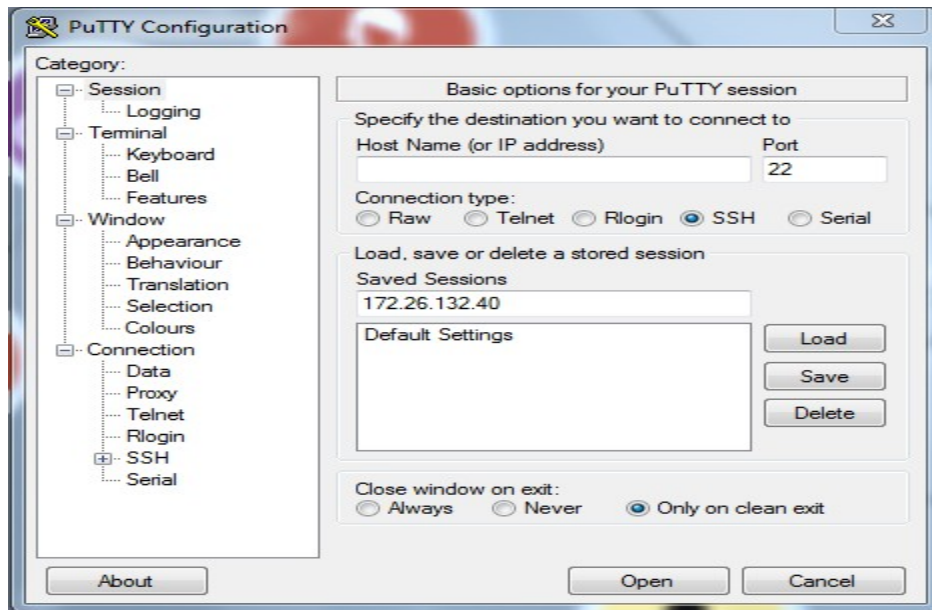 PuTTY Configuration
Category:
Session
Logging
Terminal
Keyboard
Bell
Features
Window
Appearance
Behaviour
Translation
Selection
Colours
Connection
Data
Proxy
Telnet
Rlogin
SSH
Serial
Basic options for your PuTTY session
Specify the destination you want to connect to
Host Name (or IP address) Port
22
Connection type:
Raw Telnet Rlogin SSH Serial
Load, save or delete a stored session
Saved Sessions
172.26.132.40
Default Settings
Load
Save
Delete
Close window on exit:
Always Never Only on clean exit
About Open Cancel